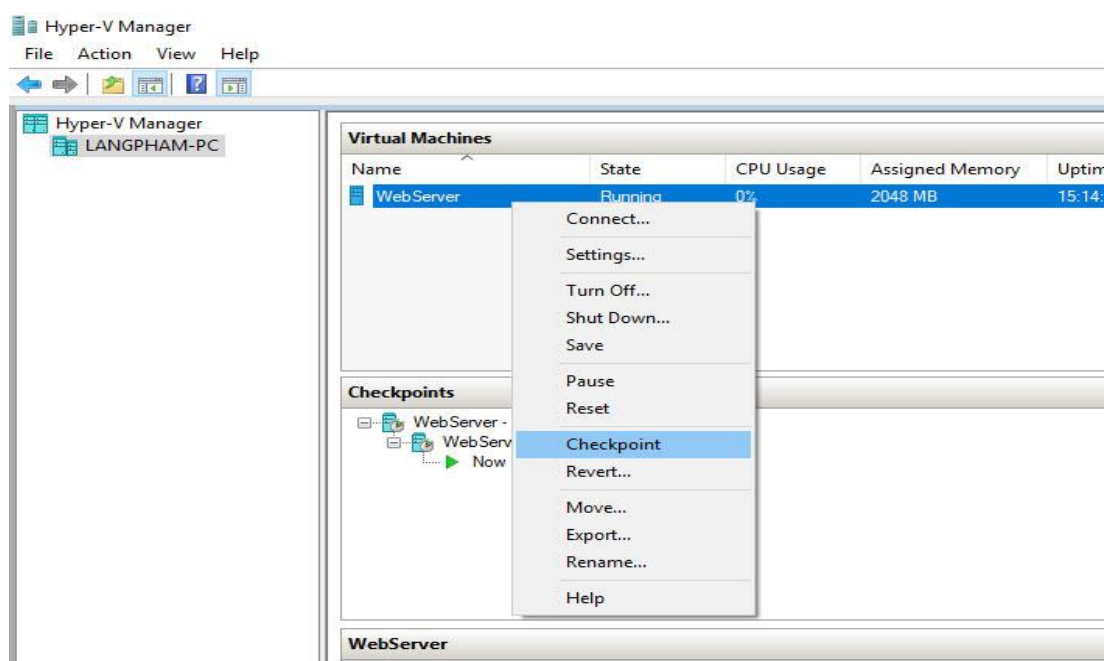 Hyper-V Manager
File Action View Help
Hyper-V Manager
LANGPHAM-PC
Virtual Machines
Name State CPU Usage Assigned Memory Uptim
WebServer Running 0% 2048 MB 15:14:
Connect...
Settings...
Turn Off...
Shut Down...
Save
Pause
Reset
Checkpoint
Revert...
Move...
Export...
Rename...
Help
Checkpoints
WebServer -
WebServ
Now
WebServer